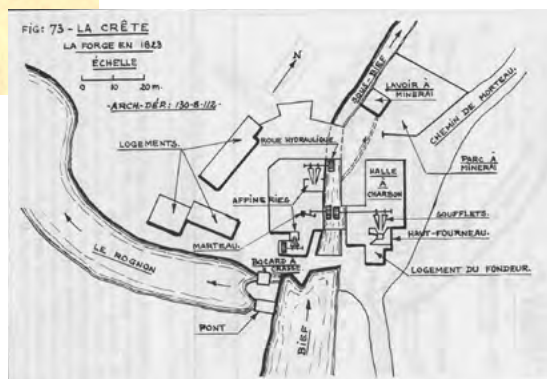 FIG: 73 - LA CRÊTE
LA FORGE EN 1823
ÉCHELLE
0 10 20 m.
-ARCH-DÉP: 130-8-112-
N
SOUS-BIEF
LAVOIR À
MINERAI
CHEMIN DE MORTEAU.
LOGEMENTS.
ROUE HYDRAULIQUE.
HALLE
À
CHARBON
PARC À
MINERAI
AFFINERIES
SOUFFLETS.
HAUT-FOURNEAU.
MARTEAU.
LE ROGNON
BOCARD À
CRASSE
LOGEMENT DU FONDEUR.
PONT
BIEF